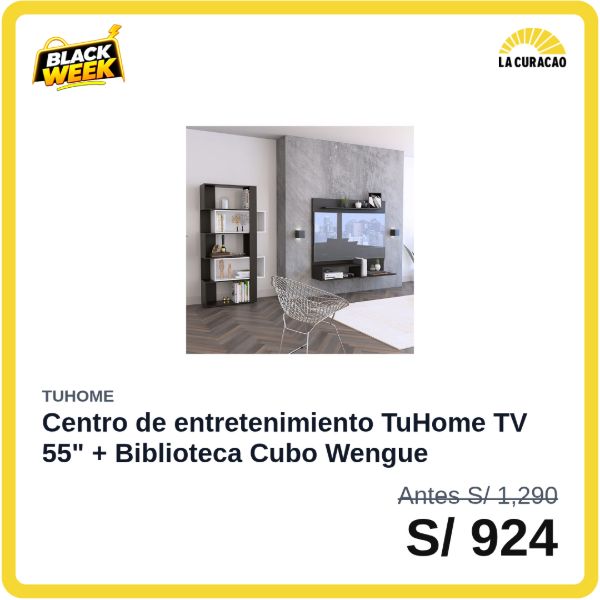 BLACK
WEEK
LA CURACAO
TUHOME
Centro de entretenimiento TuHome TV
55" + Biblioteca Cubo Wengue
Antes S/ 1,290
S/ 924